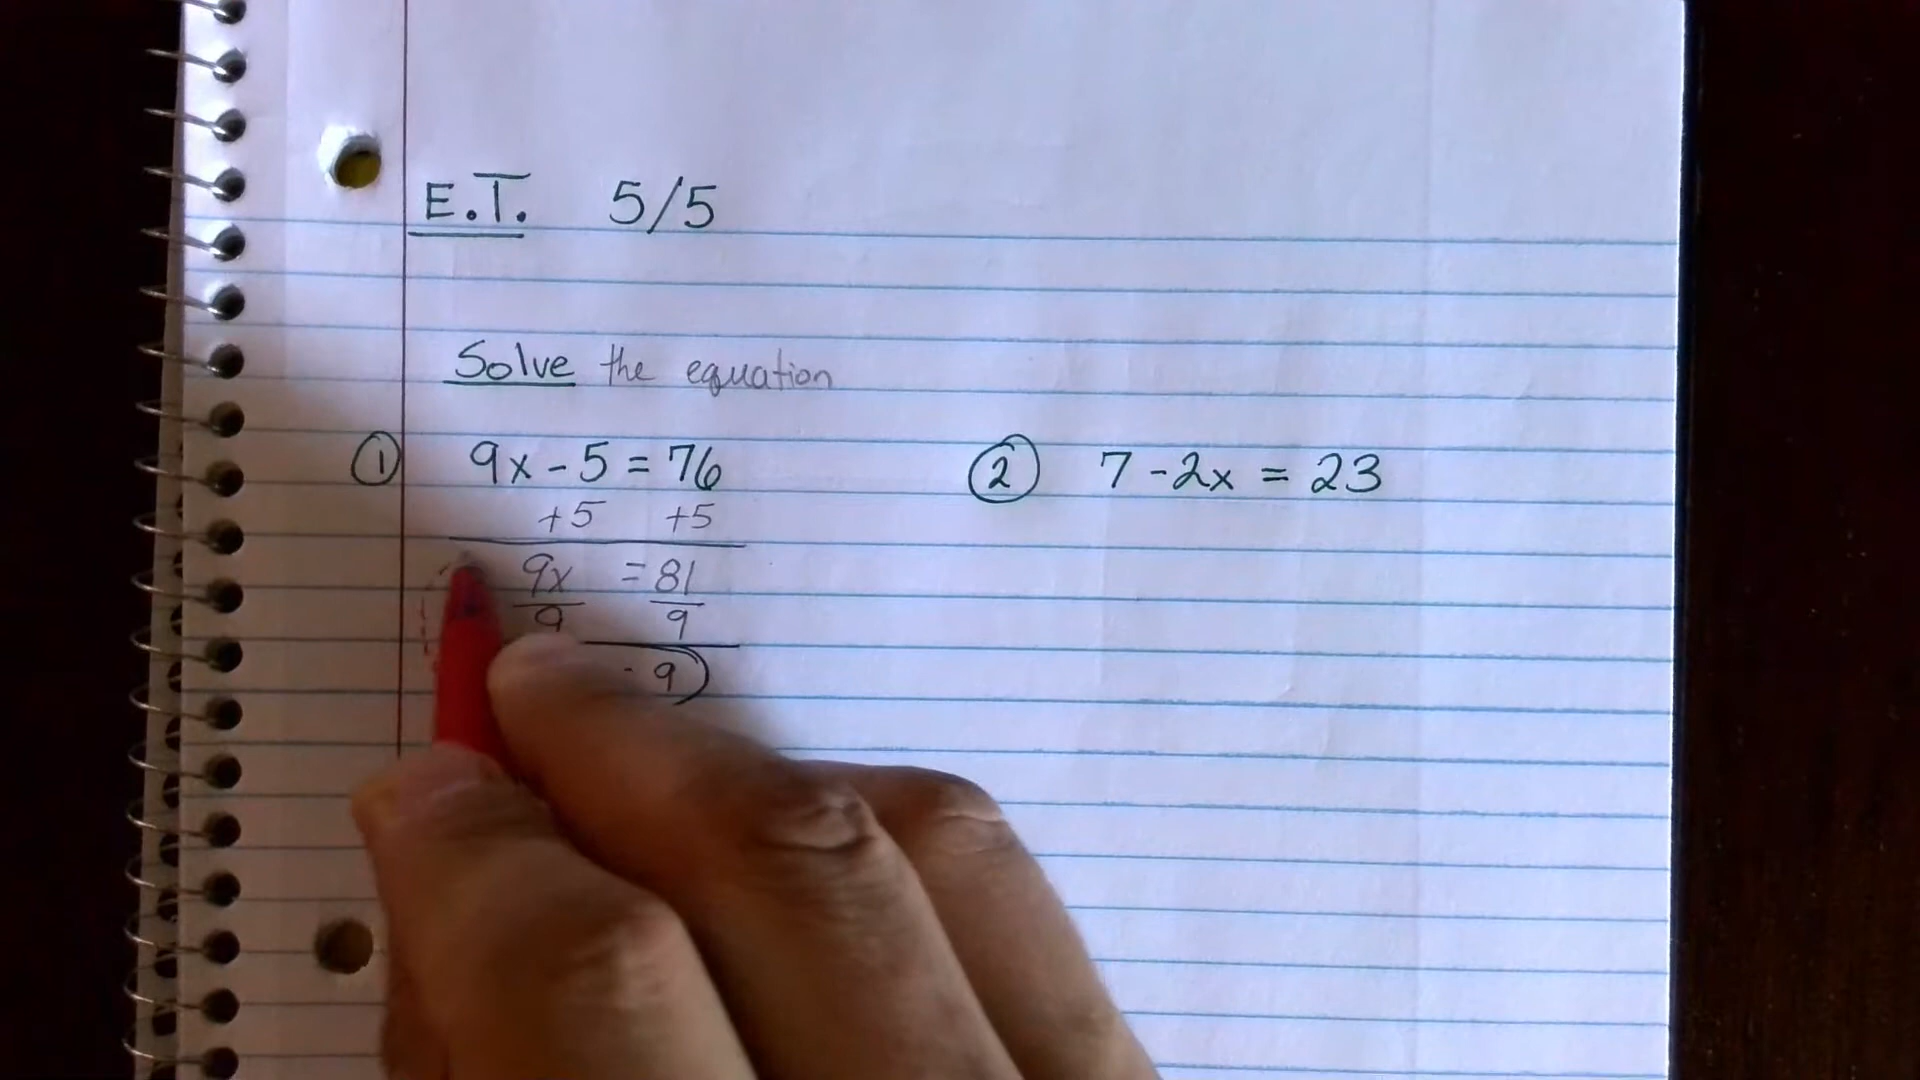 E.T. 5/5
Solve the equation
① 9x - 5 = 76
+5 +5
9x = 81
9 9
9
② 7 - 2x = 23